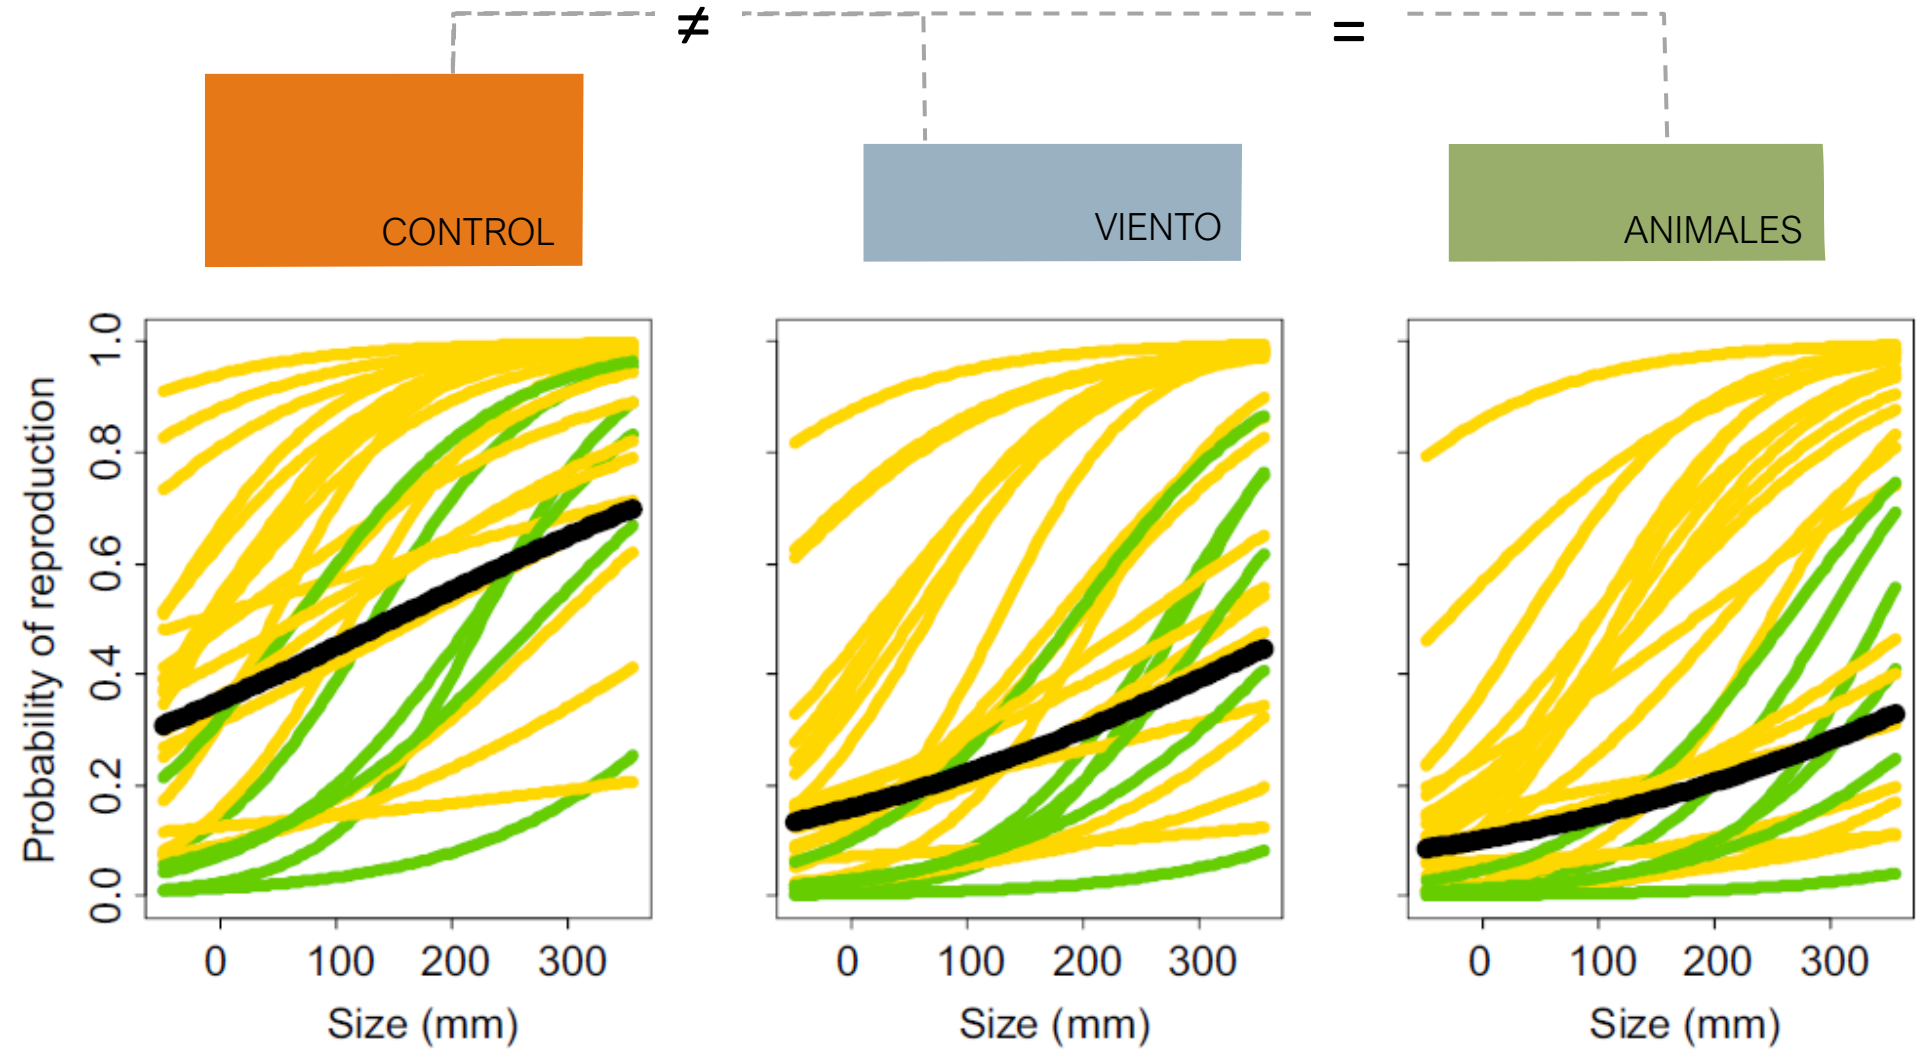 ≠
=
CONTROL
VIENTO
ANIMALES
Probability of reproduction
1.0
0.8
0.6
0.4
0.2
0.0
0 100 200 300
0 100 200 300
0 100 200 300
Size (mm)
Size (mm)
Size (mm)